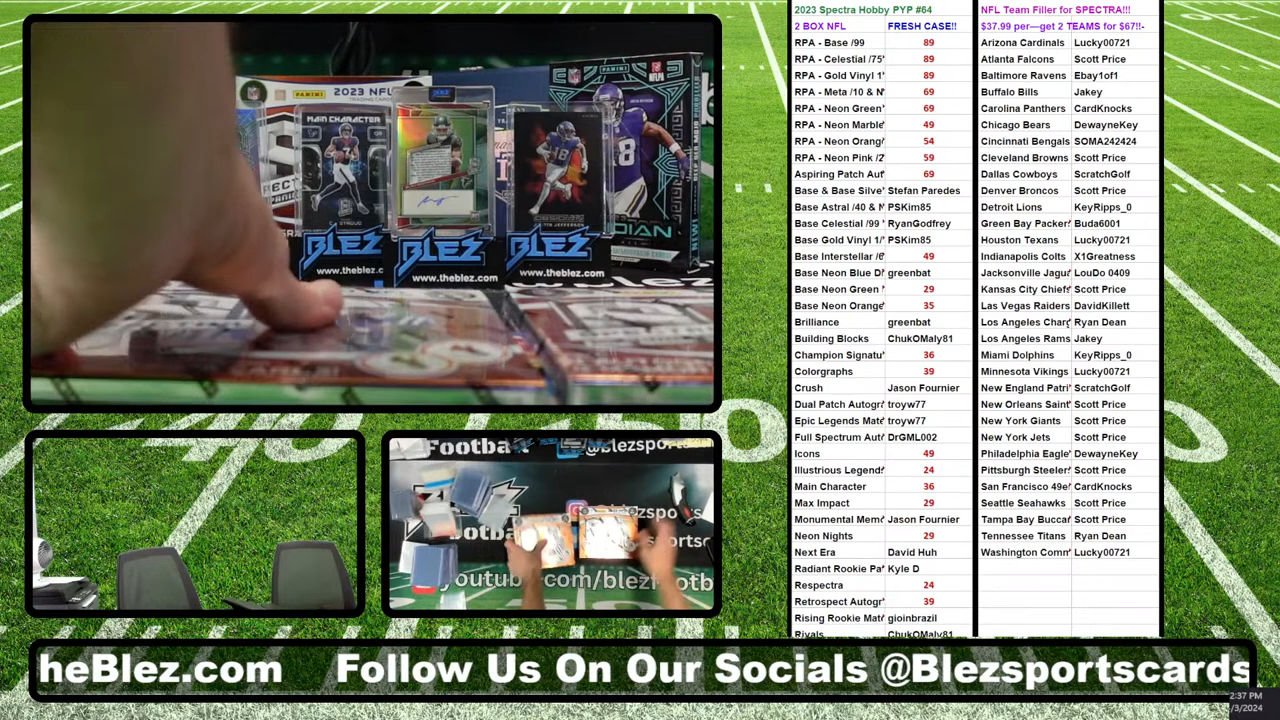 2023 Spectra Hobby PYP #64
2 BOX NFL FRESH CASE!!
RPA - Base /99 89
RPA - Celestial /75 89
RPA - Gold Vinyl 1 89
RPA - Meta /10 & N 69
RPA - Neon Green 69
RPA - Neon Marble 49
RPA - Neon Orang 54
RPA - Neon Pink /2 59
Aspiring Patch Aut 69
Base & Base Silve Stefan Paredes
Base Astral /40 & N PSKim85
Base Celestial /99 RyanGodfrey
Base Gold Vinyl 1/ PSKim85
Base Interstellar /6 49
Base Neon Blue D greenbat
Base Neon Green 29
Base Neon Orange 35
Brilliance greenbat
Building Blocks ChukOMaly81
Champion Signatu 36
Colorgraphs 39
Crush Jason Fournier
Dual Patch Autogr troyw77
Epic Legends Mate troyw77
Full Spectrum Aut DrGML002
Icons 49
Illustrious Legend 24
Main Character 36
Max Impact 29
Monumental Mem Jason Fournier
Neon Nights 29
Next Era David Huh
Radiant Rookie Pa Kyle D
Respectra 24
Retrospect Autogr 39
Rising Rookie Mat gioinbrazil
Rivals ChukOMaly81
NFL Team Filler for SPECTRA!!!
$37.99 per—get 2 TEAMS for $67!!-
Arizona Cardinals Lucky00721
Atlanta Falcons Scott Price
Baltimore Ravens Ebay1of1
Buffalo Bills Jakey
Carolina Panthers CardKnocks
Chicago Bears DewayneKey
Cincinnati Bengals SOMA242424
Cleveland Browns Scott Price
Dallas Cowboys ScratchGolf
Denver Broncos Scott Price
Detroit Lions KeyRipps_0
Green Bay Packer Buda6001
Houston Texans Lucky00721
Indianapolis Colts X1Greatness
Jacksonville Jagu LouDo 0409
Kansas City Chiefs Scott Price
Las Vegas Raiders DavidKillett
Los Angeles Charg Ryan Dean
Los Angeles Rams Jakey
Miami Dolphins KeyRipps_0
Minnesota Vikings Lucky00721
New England Patri ScratchGolf
New Orleans Saint Scott Price
New York Giants Scott Price
New York Jets Scott Price
Philadelphia Eagle DewayneKey
Pittsburgh Steeler Scott Price
San Francisco 49e CardKnocks
Seattle Seahawks Scott Price
Tampa Bay Buccan Scott Price
Tennessee Titans Ryan Dean
Washington Comm Lucky00721
PANINI 2023 NFL
MAIN CHARACTER
BLEZ BLEZ BLEZ
www.theblez.c www.theblez.com www.theblez.com
Footba @blezsports
youtube.com/blezfootb
heBlez.com Follow Us On Our Socials @Blezsportscards
2:37 PM
/3/2024